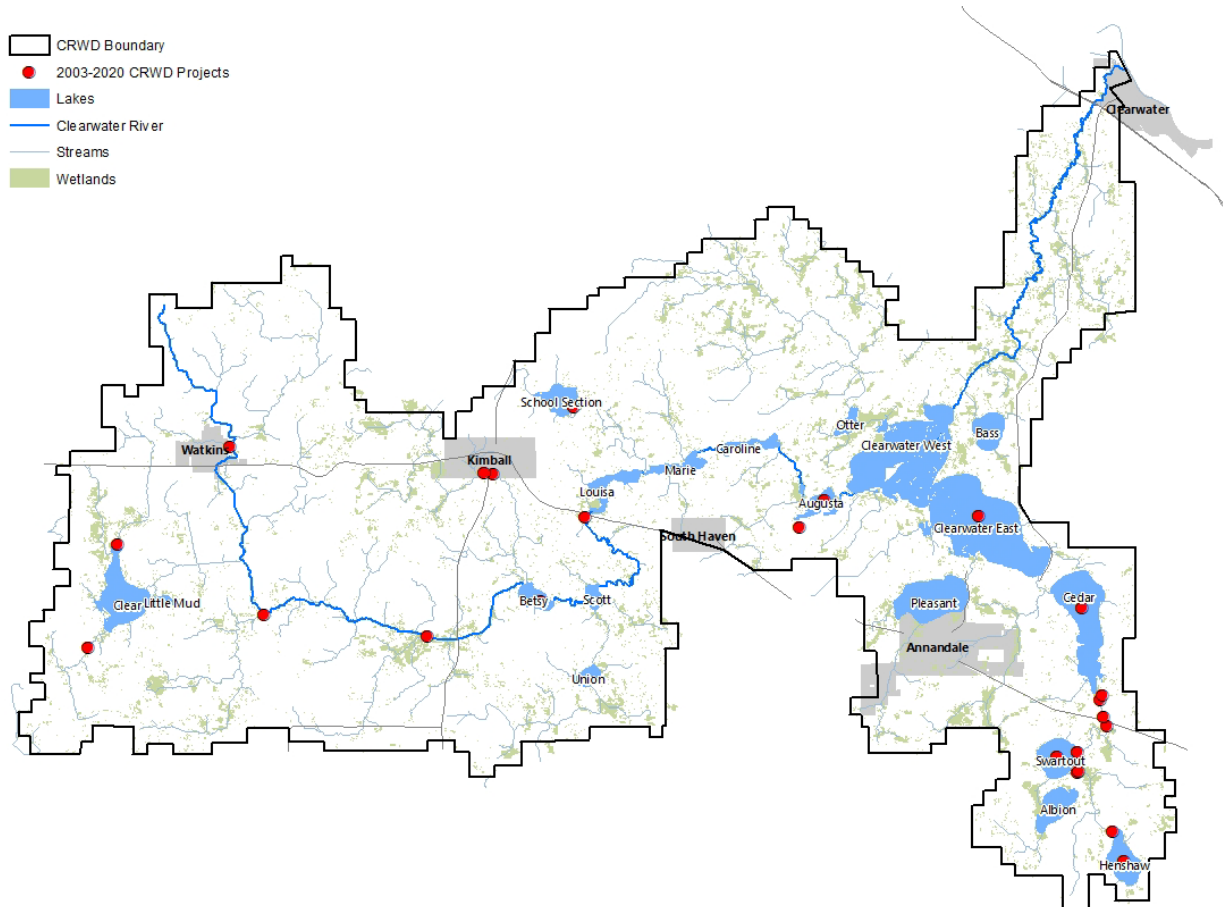 CRWD Boundary
2003-2020 CRWD Projects
Lakes
Clearwater River
Streams
Wetlands
Clearwater
School Section
Otter
Bass
Clearwater West
Watkins
Caroline
Kimball
Marie
Louisa
Augusta
Clearwater East
South Haven
Clear
Little Mud
Betsy
Scott
Pleasant
Cedar
Annandale
Union
Swartout
Albion
Henshaw